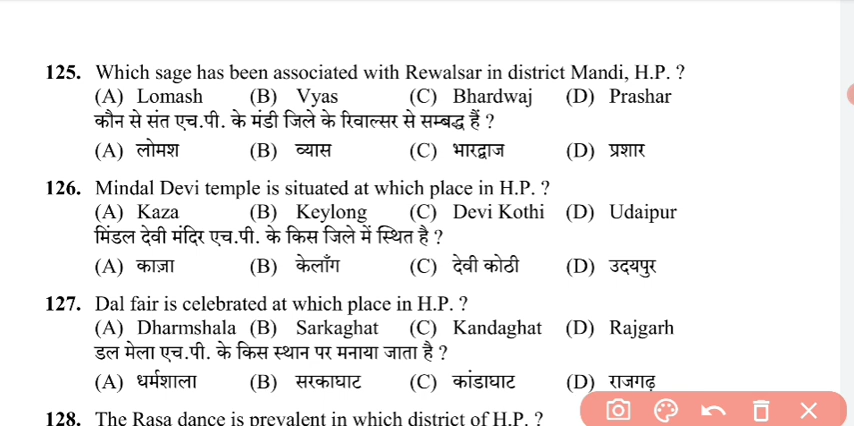 125. Which sage has been associated with Rewalsar in district Mandi, H.P. ?
(A) Lomash (B) Vyas (C) Bhardwaj (D) Prashar
कौन से संत एच.पी. के मंडी जिले के रिवाल्सर से सम्बद्ध हैं ?
(A) लोमश (B) व्यास (C) भारद्वाज (D) प्रशार
126. Mindal Devi temple is situated at which place in H.P. ?
(A) Kaza (B) Keylong (C) Devi Kothi (D) Udaipur
मिंडल देवी मंदिर एच.पी. के किस जिले में स्थित है ?
(A) काज़ा (B) केलाँग (C) देवी कोठी (D) उदयपुर
127. Dal fair is celebrated at which place in H.P. ?
(A) Dharmshala (B) Sarkaghat (C) Kandaghat (D) Rajgarh
डल मेला एच.पी. के किस स्थान पर मनाया जाता है ?
(A) धर्मशाला (B) सरकाघाट (C) कांडाघाट (D) राजगढ़
128. The Rasa dance is prevalent in which district of H.P. ?